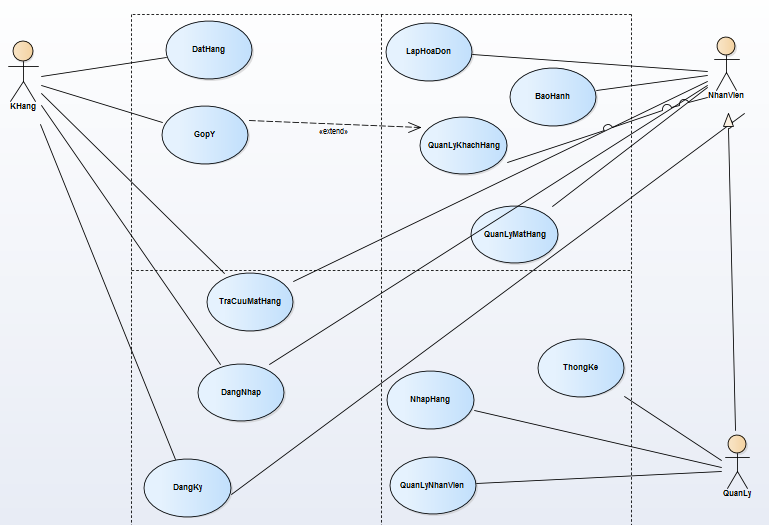 DatHang
LapHoaDon
KHang
NhanVien
BaoHanh
GopY
«extend»
QuanLyKhachHang
QuanLyMatHang
TraCuuMatHang
ThongKe
DangNhap
NhapHang
DangKy
QuanLyNhanVien
QuanLy